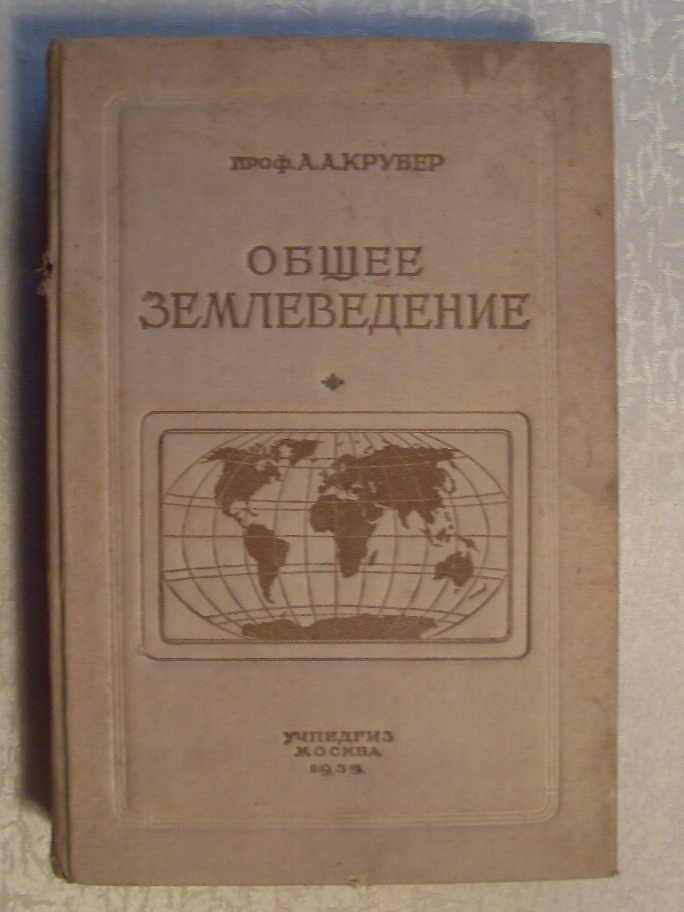 ПРОФ. А. А. КРУБЕР
ОБЩЕЕ
ЗЕМЛЕВЕДЕНИЕ
УЧПЕДГИЗ
МОСКВА